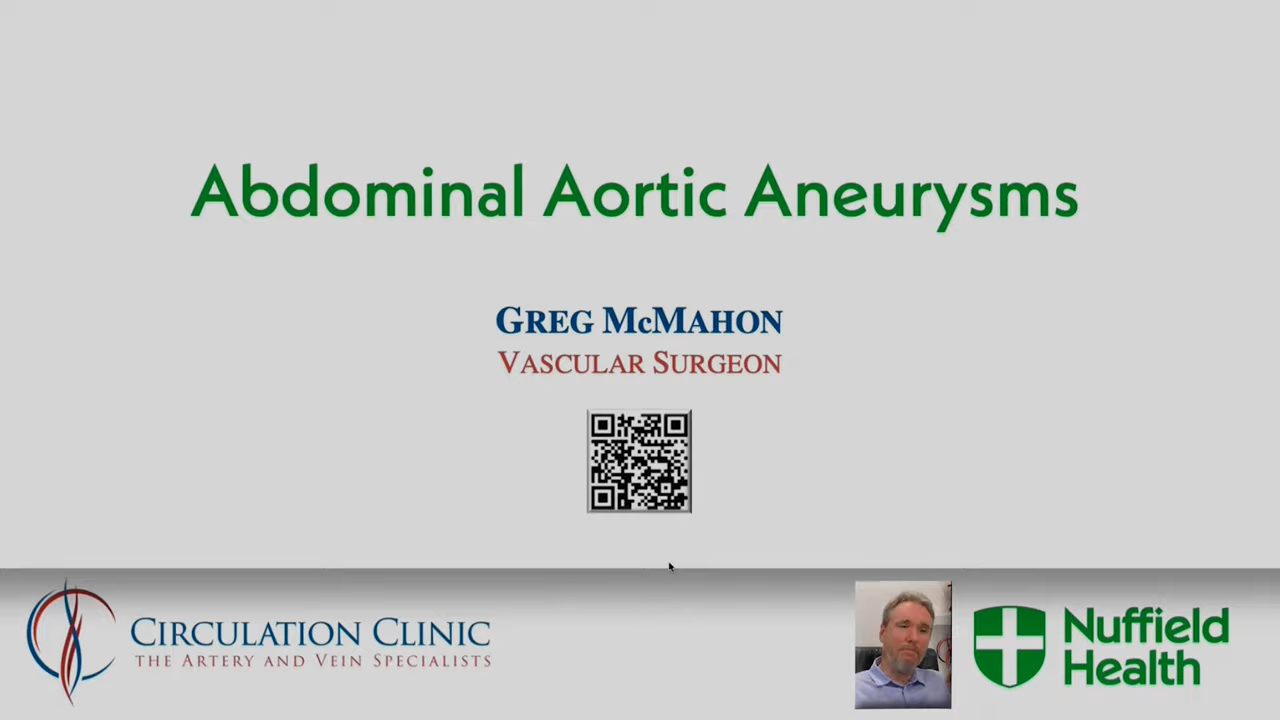 Abdominal Aortic Aneurysms
GREG MCMAHON
VASCULAR SURGEON
CIRCULATION CLINIC
THE ARTERY AND VEIN SPECIALISTS
Nuffield
Health